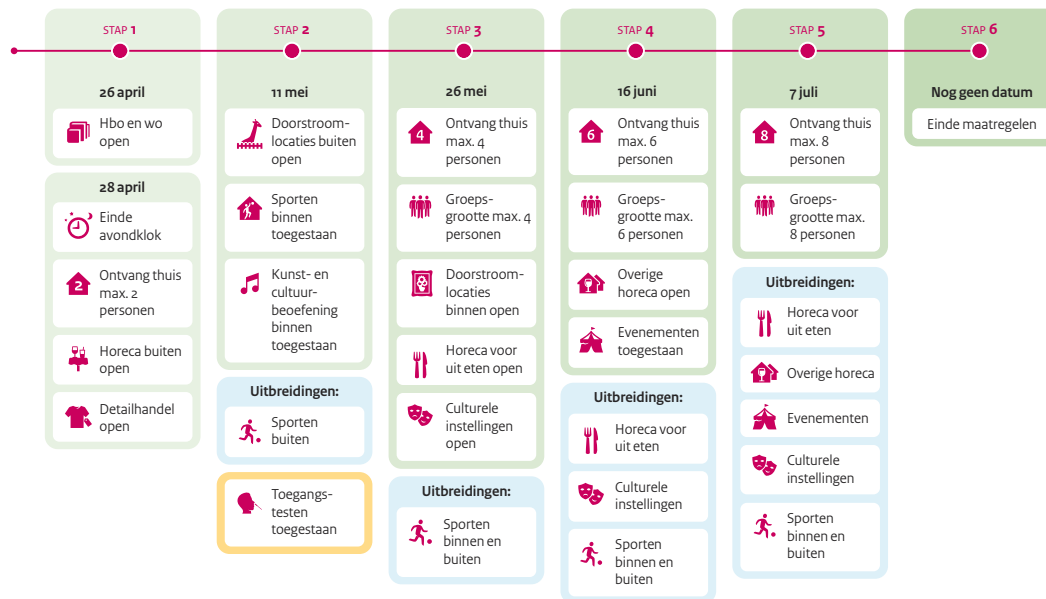 STAP 1
26 april
Hbo en wo
open
28 april
Einde
avondklok
2
Ontvang thuis
max. 2
personen
Horeca buiten
open
Detailhandel
open
STAP 2
11 mei
Doorstroom-
locaties buiten
open
Sporten
binnen
toegestaan
Kunst- en
cultuur-
beoefening
binnen
toegestaan
Uitbreidingen:
Sporten
buiten
Toegangs-
testen
toegestaan
STAP 3
26 mei
4
Ontvang thuis
max. 4
personen
Groeps-
grootte max. 4
personen
Doorstroom-
locaties
binnen open
Horeca voor
uit eten open
Culturele
instellingen
open
Uitbreidingen:
Sporten
binnen en
buiten
STAP 4
16 juni
6
Ontvang thuis
max. 6
personen
Groeps-
grootte max.
6 personen
Overige
horeca open
Evenementen
toegestaan
Uitbreidingen:
Horeca voor
uit eten
Culturele
instellingen
Sporten
binnen en
buiten
STAP 5
7 juli
8
Ontvang thuis
max. 8
personen
Groeps-
grootte max.
8 personen
Uitbreidingen:
Horeca voor
uit eten
Overige horeca
Evenementen
Culturele
instellingen
Sporten
binnen en
buiten
STAP 6
Nog geen datum
Einde maatregelen